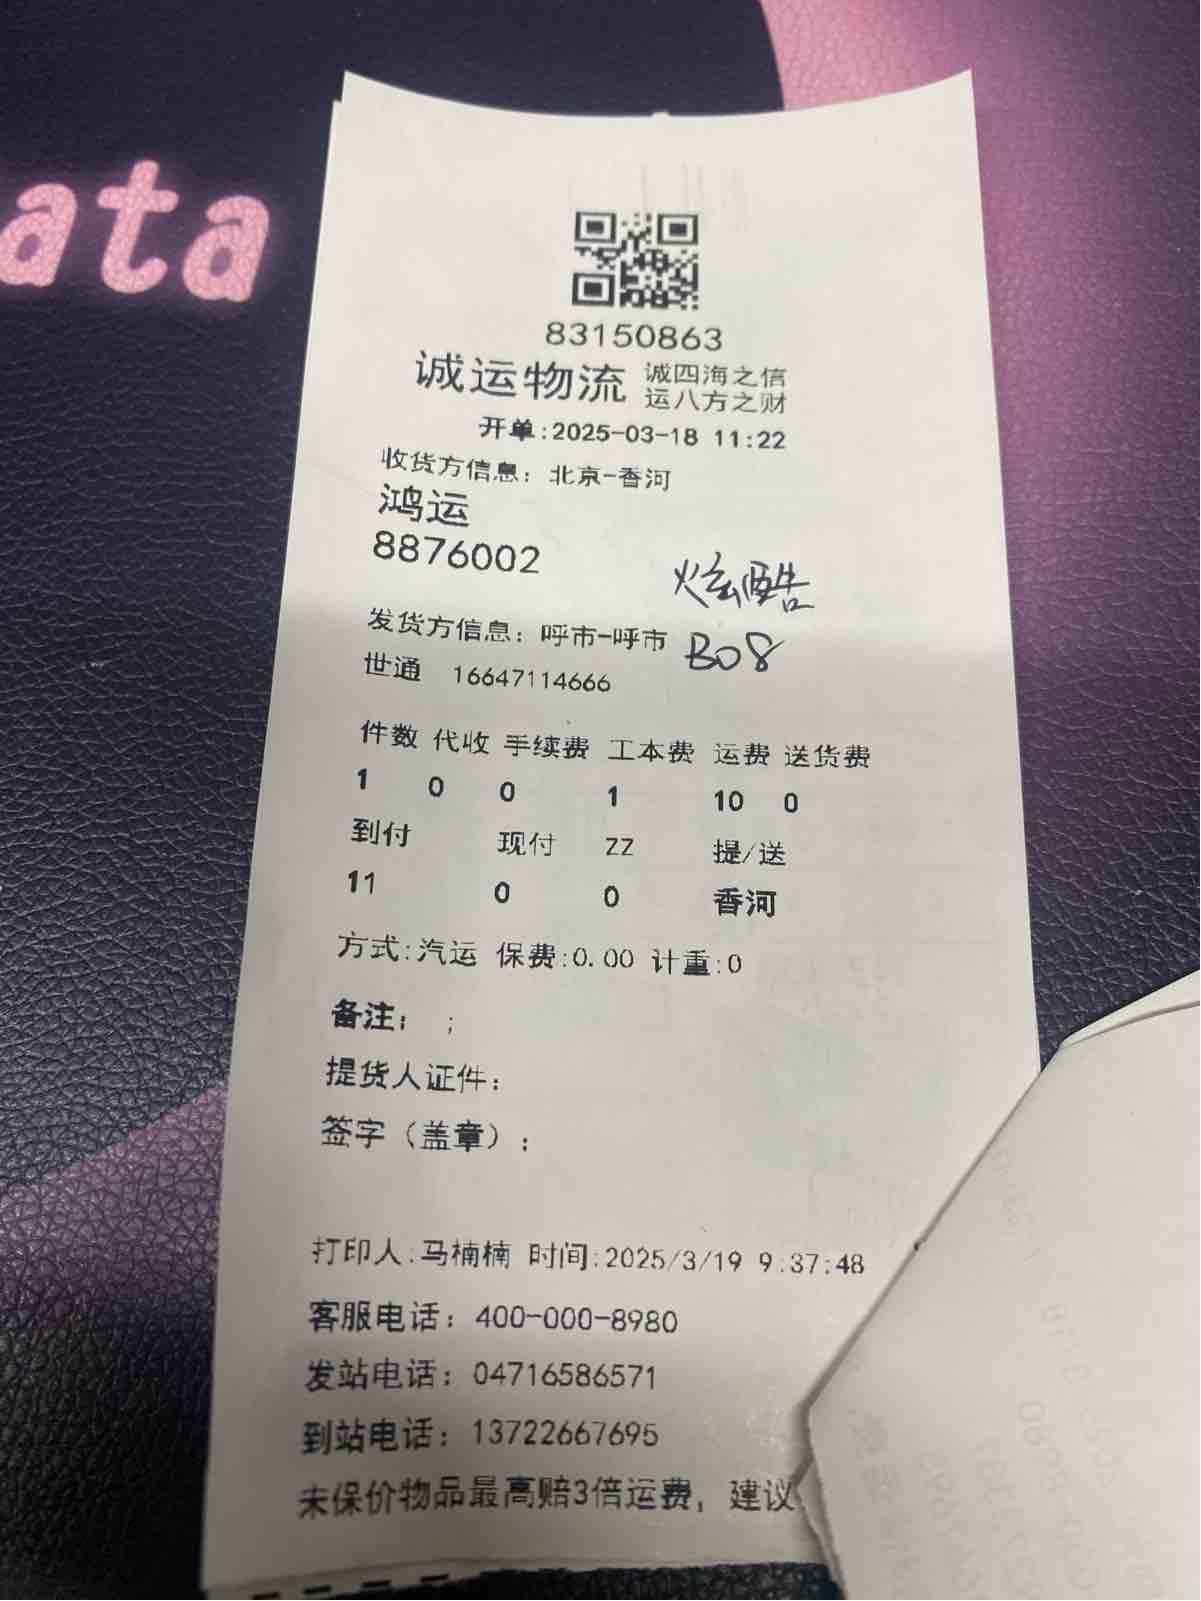 ata
83150863
诚运物流 诚四海之信
运八方之财
开单:2025-03-18 11:22
收货方信息: 北京-香河
鸿运
8876002
炫酷
发货方信息: 呼市-呼市
B08
世通 16647114666
件数 代收 手续费 工本费 运费 送货费
1 0 0 1 10 0
到付 现付 ZZ 提/送
11 0 0 香河
方式:汽运 保费:0.00 计重:0
备注: ;
提货人证件:
签字（盖章）:
打印人:马楠楠 时间:2025/3/19 9:37:48
客服电话: 400-000-8980
发站电话: 04716586571
到站电话: 13722667695
未保价物品最高赔3倍运费, 建议